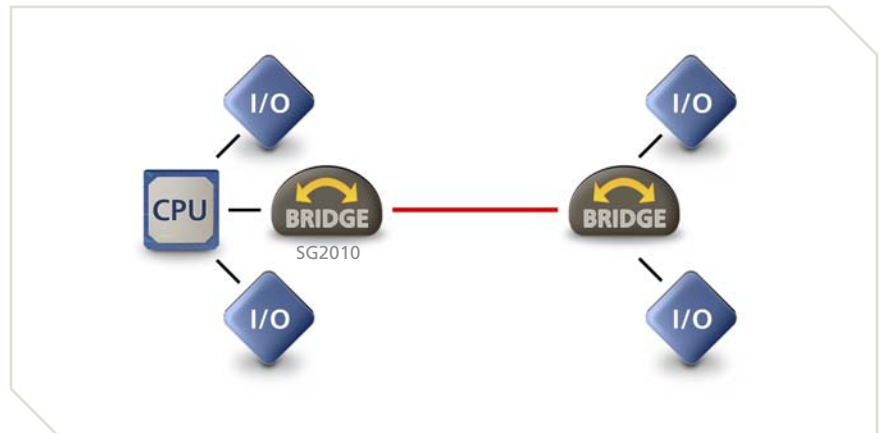 I/O
I/O
CPU
BRIDGE
BRIDGE
SG2010
I/O
I/O